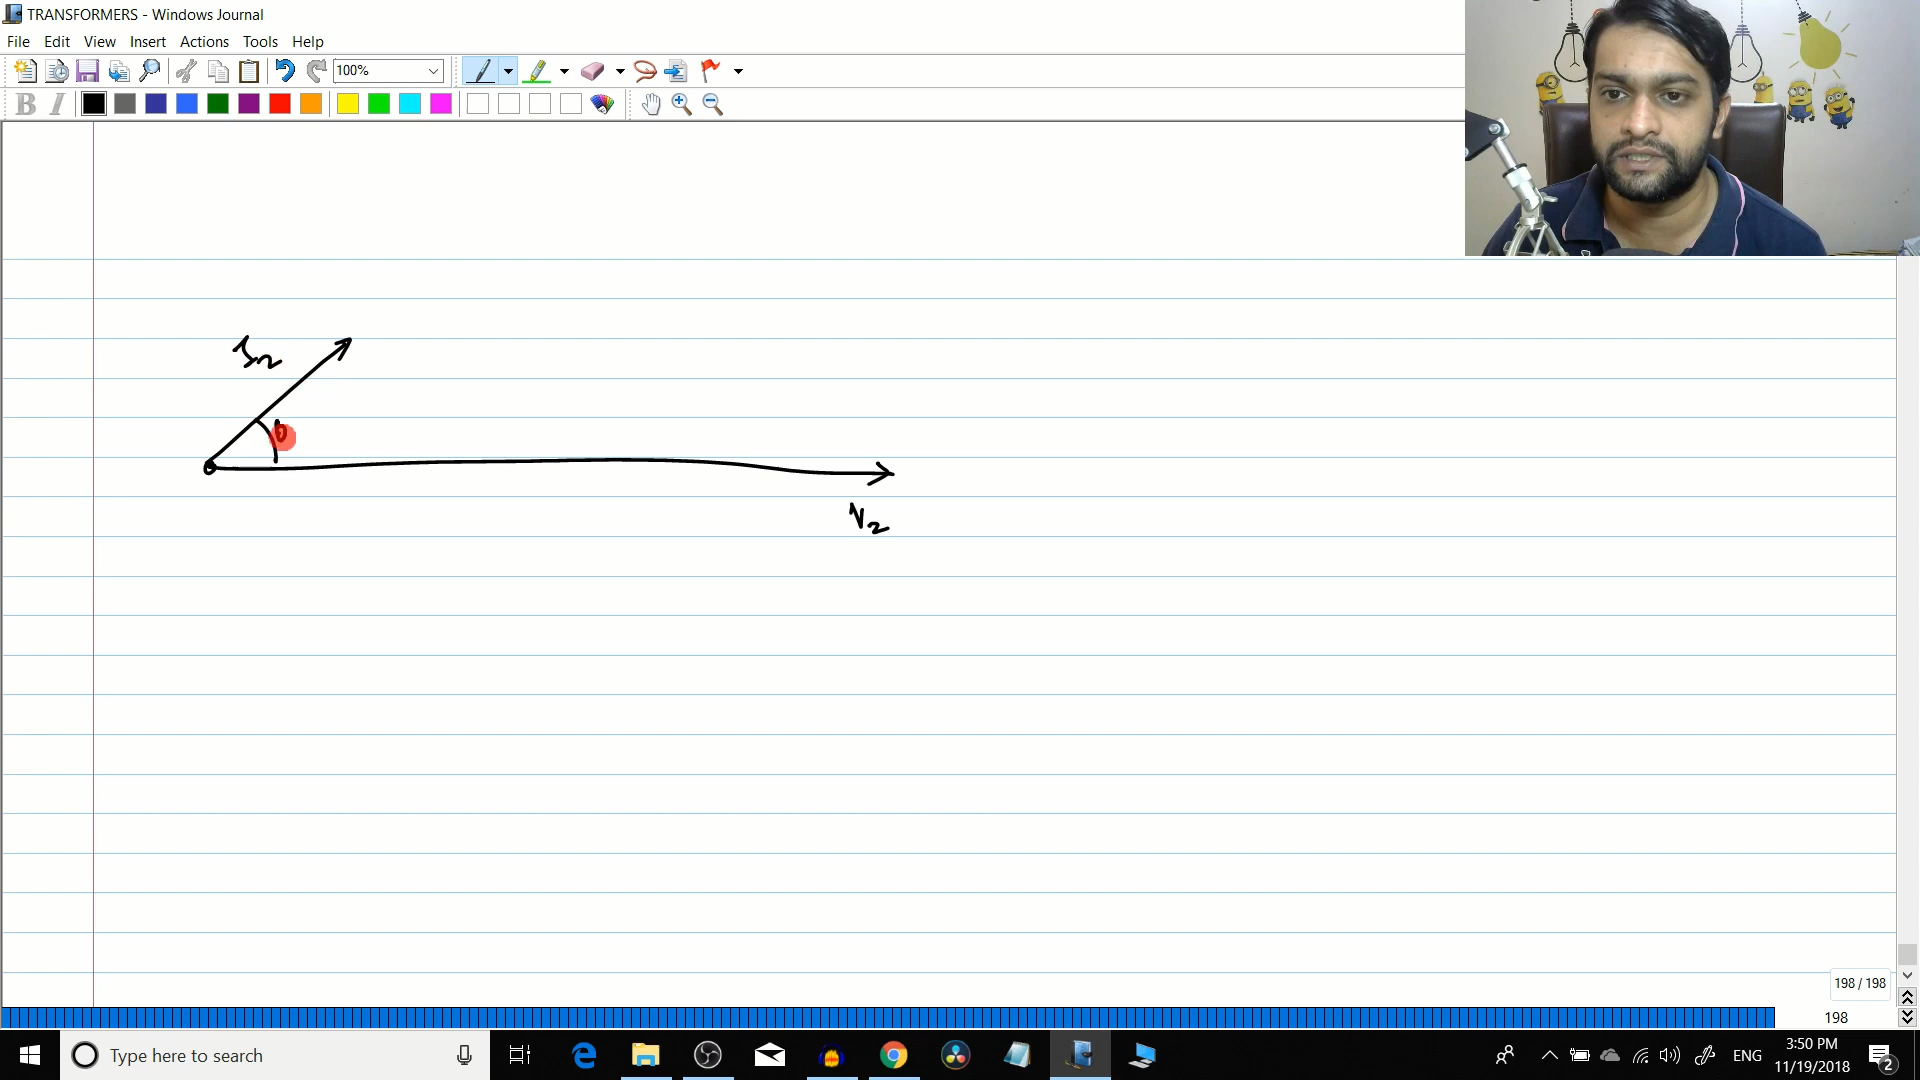 TRANSFORMERS - Windows Journal
File Edit View Insert Actions Tools Help
100%
B I
I2
V2
198 / 198
198
Type here to search
ENG
3:50 PM
11/19/2018
2